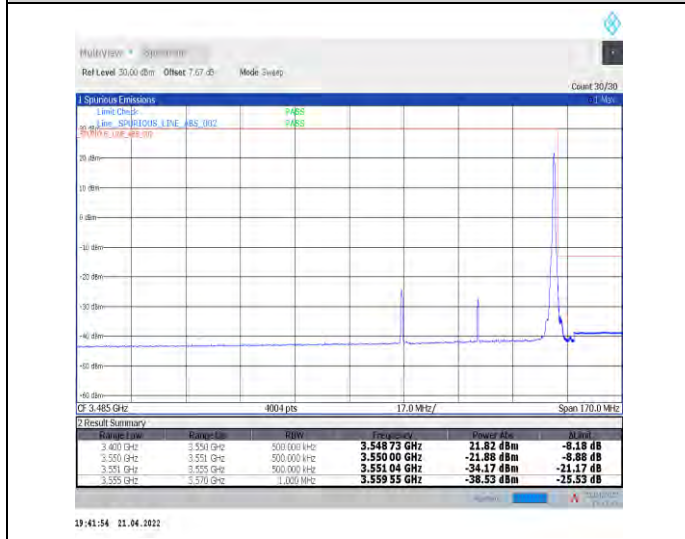 MultiView
Ref Level 30.00 dBm Offset 7.67 dB Mode Sweep
Count 30/30
1 Spurious Emissions
Limit Check PASS
Line_SPURIOUS_LINE_ABS_002 PASS
20 dBm
10 dBm
0 dBm
-10 dBm
-20 dBm
-30 dBm
-40 dBm
-50 dBm
-60 dBm
CF 3.485 GHz 4004 pts 17.0 MHz/ Span 170.0 MHz
2 Result Summary
Range Low Range Up RBW Frequency Power Abs ΔLimit
3.400 GHz 3.550 GHz 500.000 kHz 3.548 73 GHz 21.82 dBm -8.18 dB
3.550 GHz 3.551 GHz 500.000 kHz 3.550 00 GHz -21.88 dBm -8.88 dB
3.551 GHz 3.555 GHz 500.000 kHz 3.551 04 GHz -34.17 dBm -21.17 dB
3.555 GHz 3.570 GHz 1.000 MHz 3.559 55 GHz -38.53 dBm -25.53 dB
19:41:54 21.04.2022